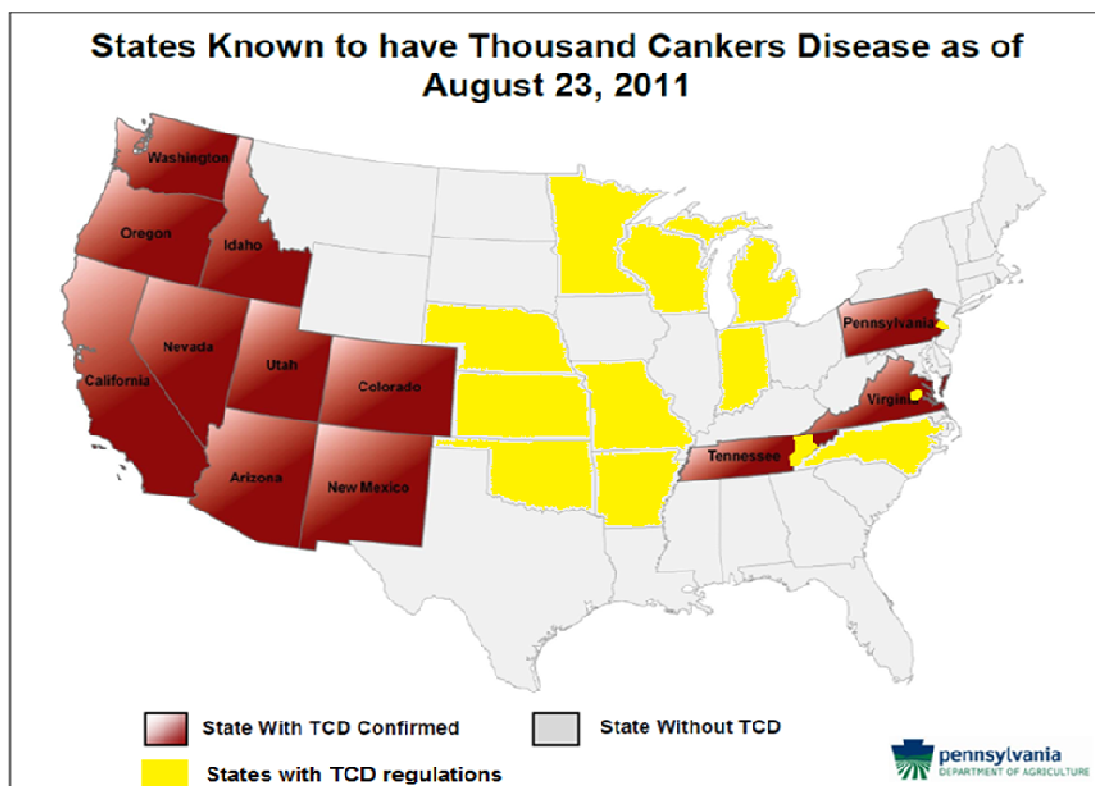 States Known to have Thousand Cankers Disease as of
August 23, 2011
Washington
Oregon
Idaho
Nevada
Utah
Colorado
California
Arizona
New Mexico
Pennsylvania
Virginia
Tennessee
State With TCD Confirmed
State Without TCD
States with TCD regulations
pennsylvania
DEPARTMENT OF AGRICULTURE